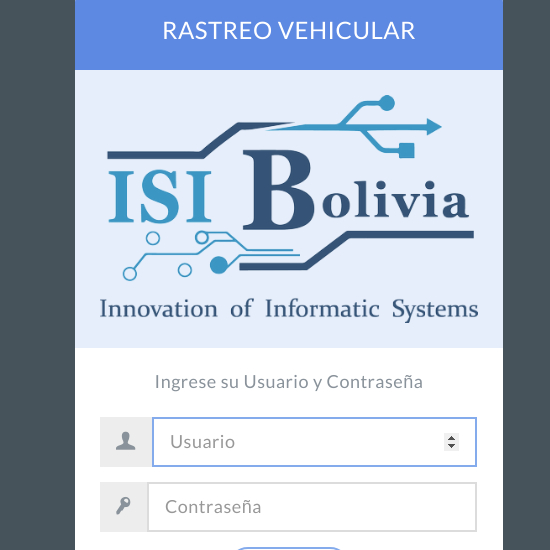 RASTREO VEHICULAR
ISI Bolivia
Innovation of Informatic Systems
Ingrese su Usuario y Contraseña
Usuario
Contraseña